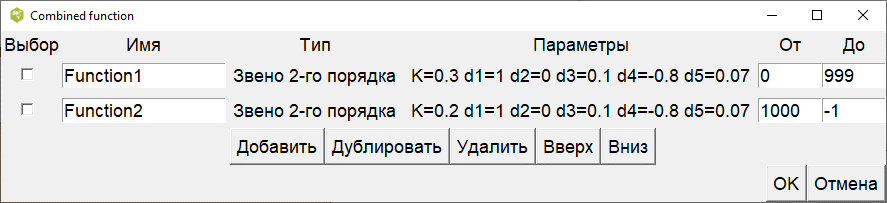 Combined function
Выбор Имя Тип Параметры От До
Function1 Звено 2-го порядка K=0.3 d1=1 d2=0 d3=0.1 d4=-0.8 d5=0.07 0 999
Function2 Звено 2-го порядка K=0.2 d1=1 d2=0 d3=0.1 d4=-0.8 d5=0.07 1000 -1
Добавить Дублировать Удалить Вверх Вниз
OK Отмена